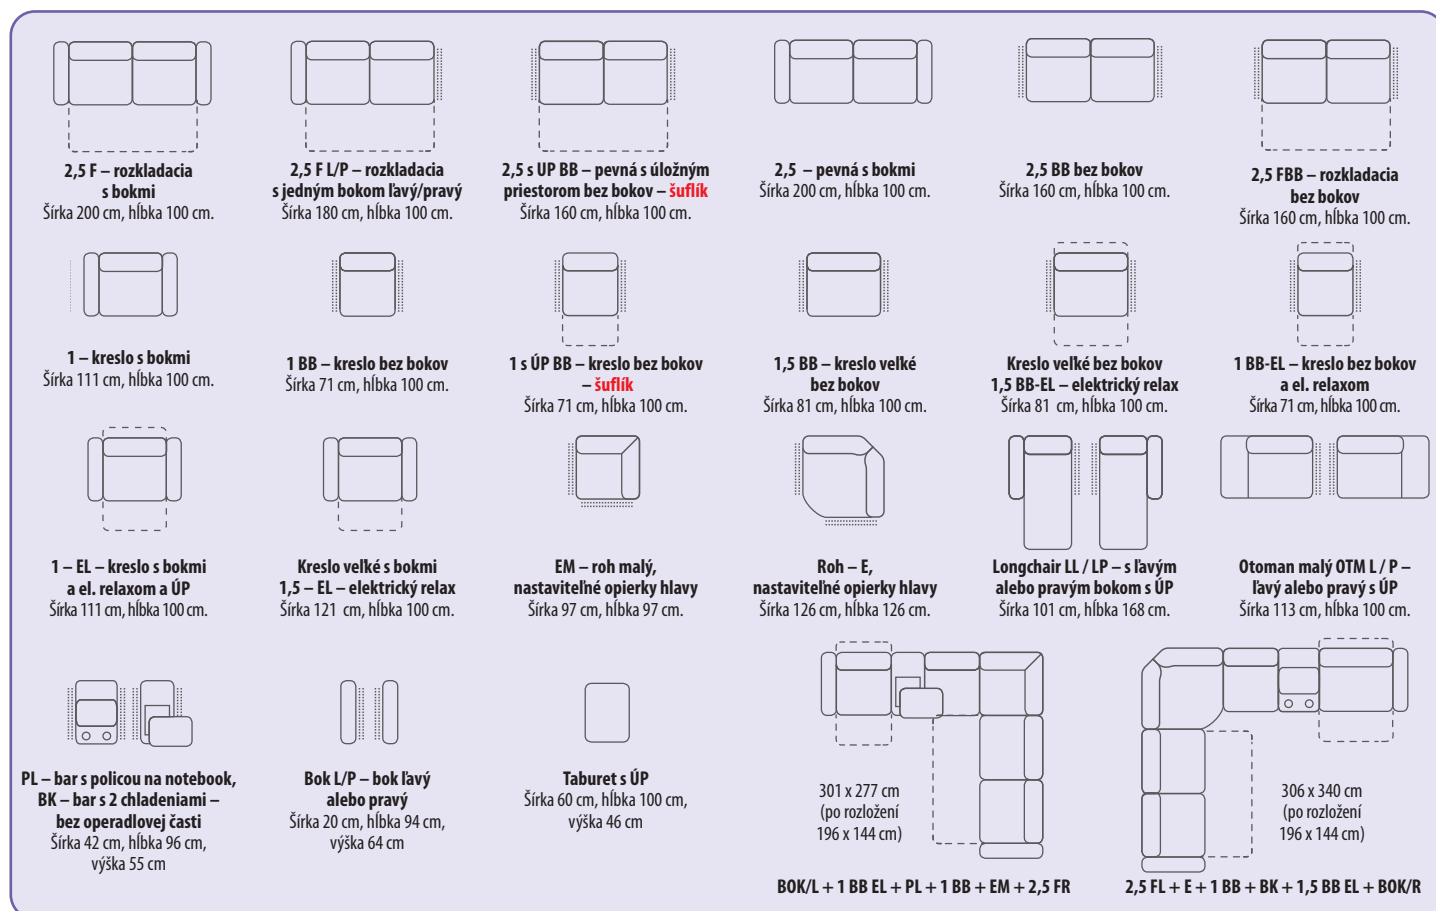 2,5 F – rozkladacia
s bokmi
Šírka 200 cm, hĺbka 100 cm.
2,5 F L/P – rozkladacia
s jedným bokom ľavý/pravý
Šírka 180 cm, hĺbka 100 cm.
2,5 s UP BB – pevná s úložným
priestorom bez bokov – šuflík
Šírka 160 cm, hĺbka 100 cm.
2,5 – pevná s bokmi
Šírka 200 cm, hĺbka 100 cm.
2,5 BB bez bokov
Šírka 160 cm, hĺbka 100 cm.
2,5 FBB – rozkladacia
bez bokov
Šírka 160 cm, hĺbka 100 cm.
1 – kreslo s bokmi
Šírka 111 cm, hĺbka 100 cm.
1 BB – kreslo bez bokov
Šírka 71 cm, hĺbka 100 cm.
1 s ÚP BB – kreslo bez bokov
– šuflík
Šírka 71 cm, hĺbka 100 cm.
1,5 BB – kreslo veľké
bez bokov
Šírka 81 cm, hĺbka 100 cm.
Kreslo veľké bez bokov
1,5 BB-EL – elektrický relax
Šírka 81 cm, hĺbka 100 cm.
1 BB-EL – kreslo bez bokov
a el. relaxom
Šírka 71 cm, hĺbka 100 cm.
1 – EL – kreslo s bokmi
a el. relaxom a ÚP
Šírka 111 cm, hĺbka 100 cm.
Kreslo veľké s bokmi
1,5 – EL – elektrický relax
Šírka 121 cm, hĺbka 100 cm.
EM – roh malý,
nastaviteľné opierky hlavy
Šírka 97 cm, hĺbka 97 cm.
Roh – E,
nastaviteľné opierky hlavy
Šírka 126 cm, hĺbka 126 cm.
Longchair LL / LP – s ľavým
alebo pravým bokom s ÚP
Šírka 101 cm, hĺbka 168 cm.
Otoman malý OTM L / P –
ľavý alebo pravý s ÚP
Šírka 113 cm, hĺbka 100 cm.
PL – bar s policou na notebook,
BK – bar s 2 chladeniami –
bez operadlovej časti
Šírka 42 cm, hĺbka 96 cm,
výška 55 cm
Bok L/P – bok ľavý
alebo pravý
Šírka 20 cm, hĺbka 94 cm,
výška 64 cm
Taburet s ÚP
Šírka 60 cm, hĺbka 100 cm,
výška 46 cm
301 x 277 cm
(po rozložení
196 x 144 cm)
BOK/L + 1 BB EL + PL + 1 BB + EM + 2,5 FR
306 x 340 cm
(po rozložení
196 x 144 cm)
2,5 FL + E + 1 BB + BK + 1,5 BB EL + BOK/R